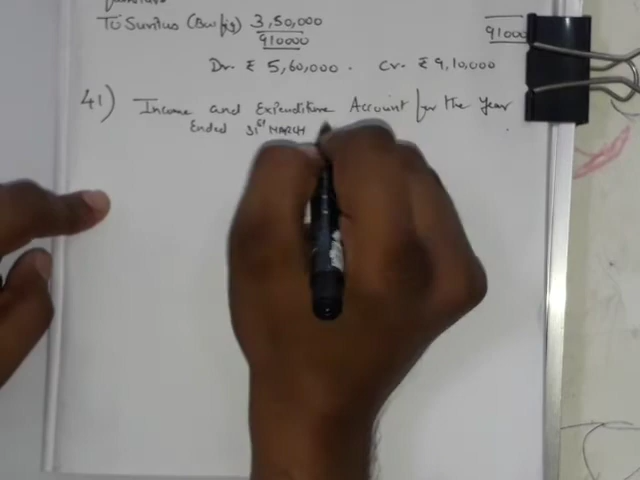 To Surplus (Bal fig) 3,50,000
910000
91000
Dr. ₹ 5,60,000. Cr. ₹ 9,10,000
41) Income and Expenditure Account for the Year
Ended 31st MARCH